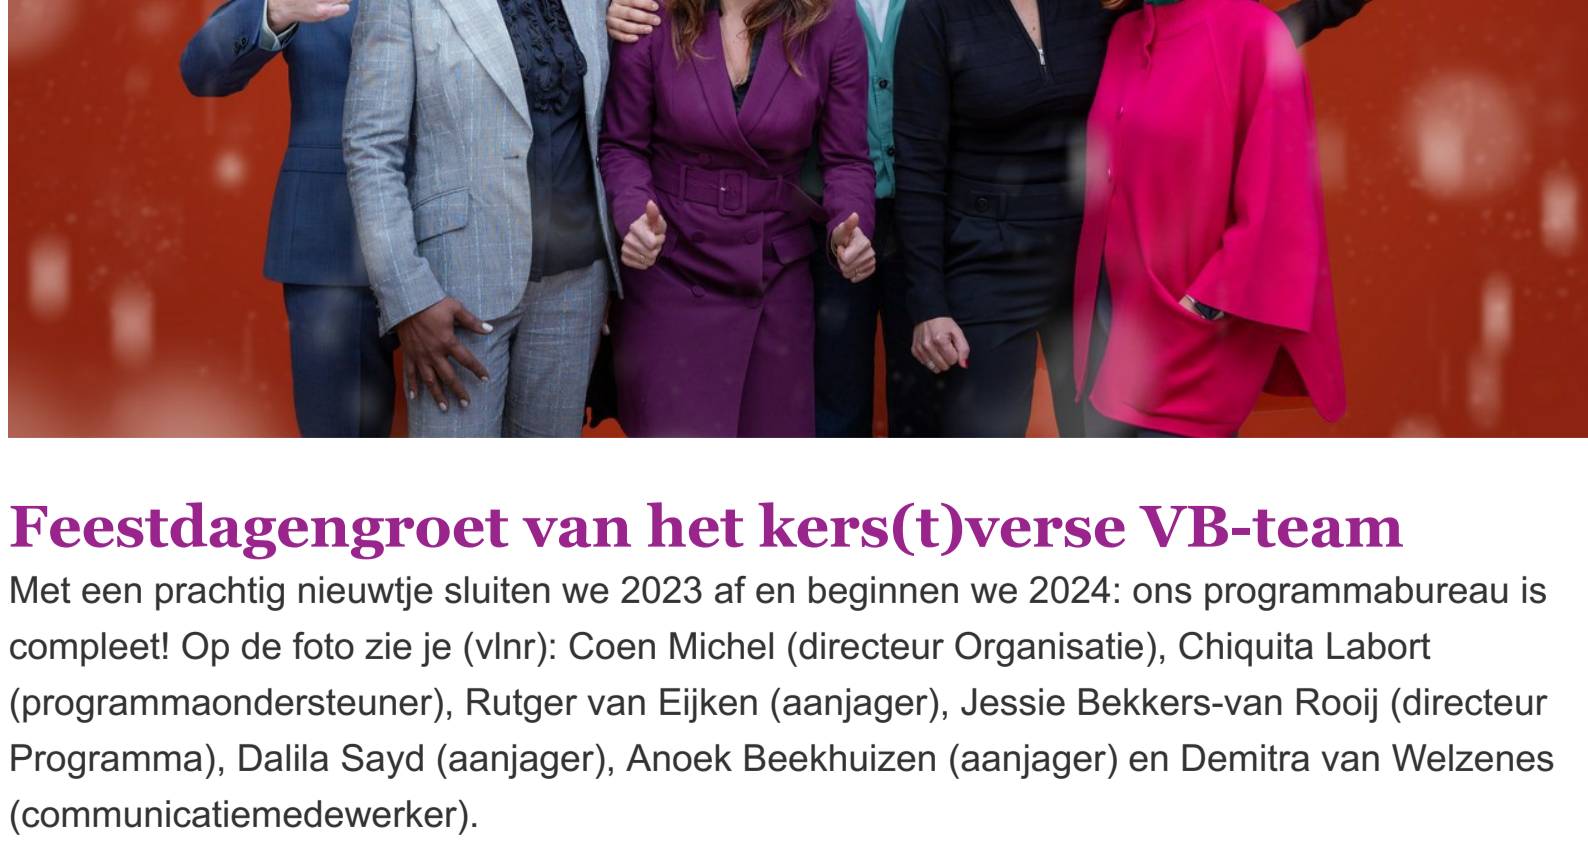 Feestdagengroet van het kers(t)verse VB-team
Met een prachtig nieuwtje sluiten we 2023 af en beginnen we 2024: ons programmabureau is
compleet! Op de foto zie je (vlnr): Coen Michel (directeur Organisatie), Chiquita Labort
(programmaondersteuner), Rutger van Eijken (aanjager), Jessie Bekkers-van Rooij (directeur
Programma), Dalila Sayd (aanjager), Anoek Beekhuizen (aanjager) en Demitra van Welzenes
(communicatiemedewerker).